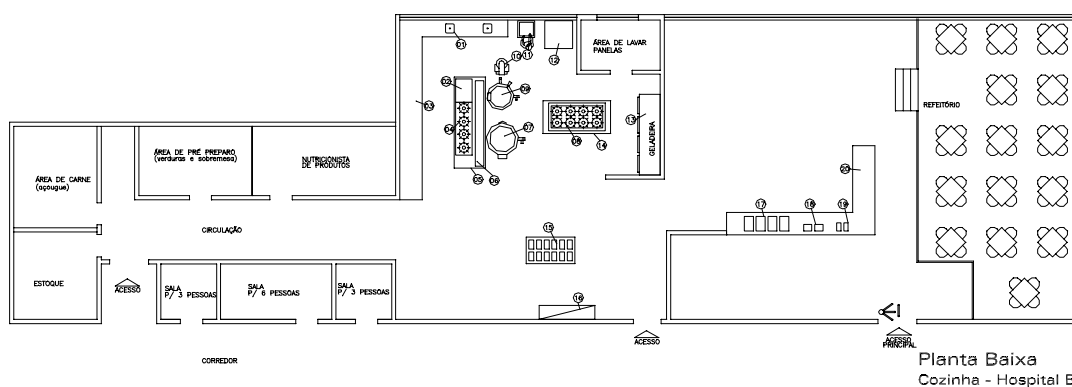 01
02
03
04
05
06
07
08
09
10
11
12
13
14
15
16
17
18
19
20
ÁREA DE LAVAR
PANELAS
GELADEIRA
REFEITÓRIO
ÁREA DE CARNE
(açougue)
ÁREA DE PRÉ PREPARO
(verduras e sobremesa)
NUTRICIONISTA
DE PRODUTOS
CIRCULAÇÃO
ESTOQUE
ACESSO
SALA
P/ 3 PESSOAS
SALA
P/ 6 PESSOAS
SALA
P/ 3 PESSOAS
ACESSO
ACESSO
PRINCIPAL
CORREDOR
Planta Baixa
Cozinha - Hospital B